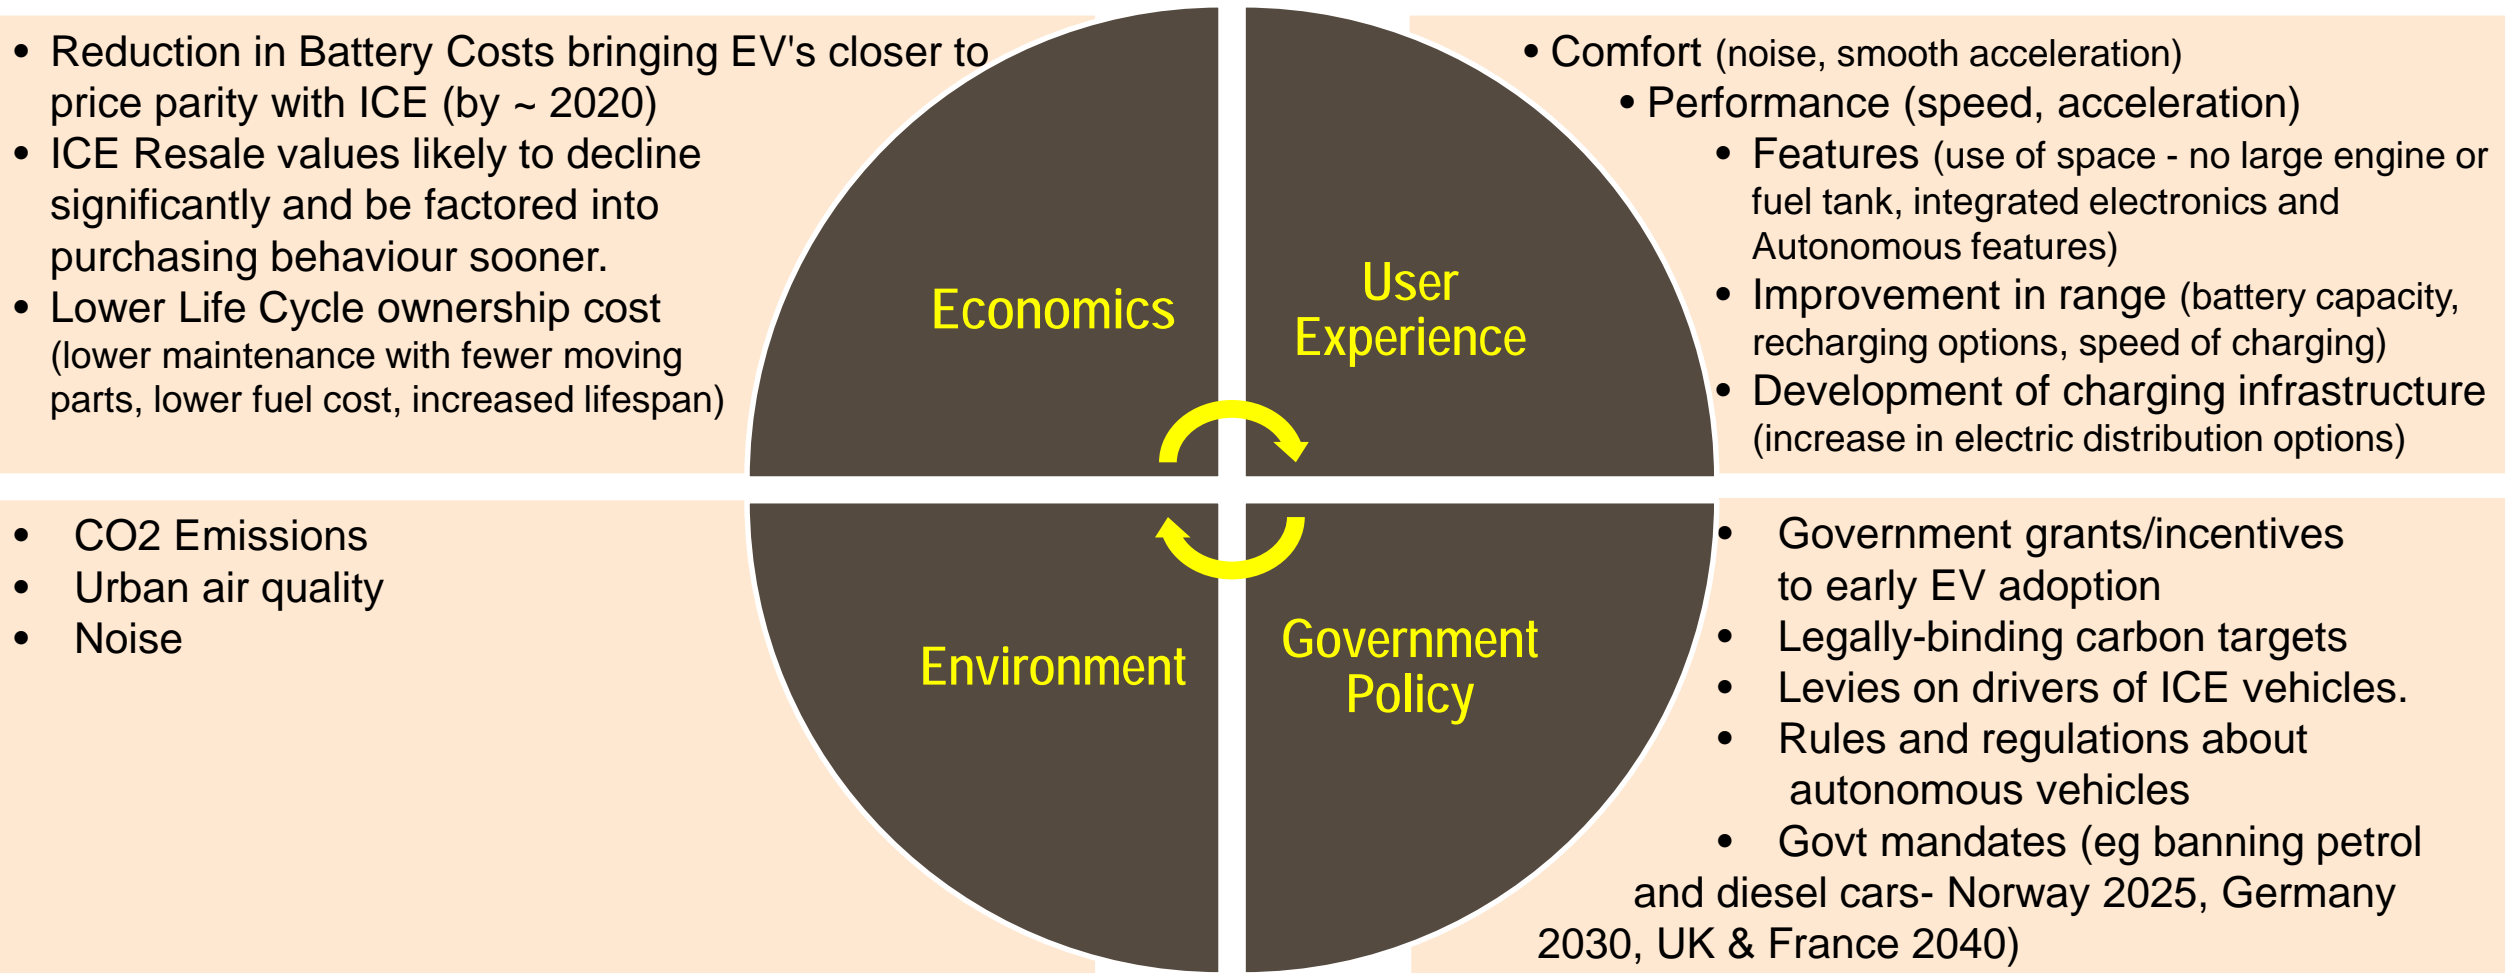 • Reduction in Battery Costs bringing EV's closer to
price parity with ICE (by ~ 2020)
• ICE Resale values likely to decline
significantly and be factored into
purchasing behaviour sooner.
• Lower Life Cycle ownership cost
(lower maintenance with fewer moving
parts, lower fuel cost, increased lifespan)
Economics
User
Experience
• Comfort (noise, smooth acceleration)
• Performance (speed, acceleration)
• Features (use of space - no large engine or
fuel tank, integrated electronics and
Autonomous features)
• Improvement in range (battery capacity,
recharging options, speed of charging)
• Development of charging infrastructure
(increase in electric distribution options)
• CO2 Emissions
• Urban air quality
• Noise
Environment
Government
Policy
• Government grants/incentives
to early EV adoption
• Legally-binding carbon targets
• Levies on drivers of ICE vehicles.
• Rules and regulations about
autonomous vehicles
• Govt mandates (eg banning petrol
and diesel cars- Norway 2025, Germany
2030, UK & France 2040)